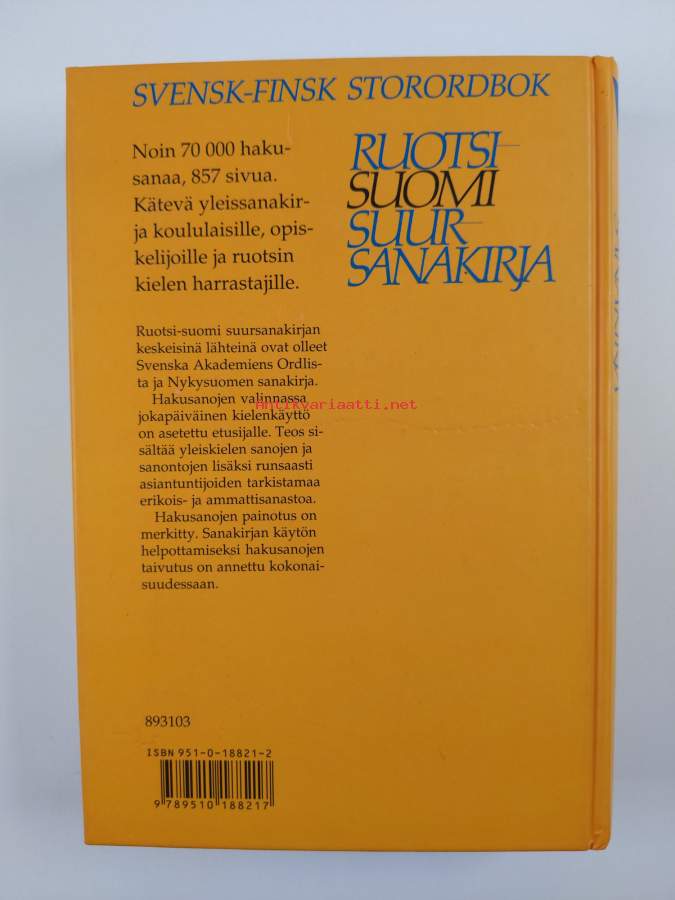 SVENSK-FINSK STORORDBOK
Noin 70 000 haku-
sanaa, 857 sivua.
Kätevä yleissanakir-
ja koululaisille, opis-
kelijoille ja ruotsin
kielen harrastajille.
RUOTSI-
SUOMI
SUUR-
SANAKIRJA
Ruotsi-suomi suursanakirjan
keskeisinä lähteinä ovat olleet
Svenska Akademiens Ordlis-
ta ja Nykysuomen sanakirja.
Hakusanojen valinnassa
jokapäiväinen kielenkäyttö
on asetettu etusijalle. Teos si-
sältää yleiskielen sanojen ja
sanontojen lisäksi runsaasti
asiantuntijoiden tarkistamaa
erikois- ja ammattisanastoa.
Hakusanojen painotus on
merkitty. Sanakirjan käytön
helpottamiseksi hakusanojen
taivutus on annettu kokonai-
suudessaan.
Antikvariaatti.net
893103
ISBN 951-0-18821-2
9 789510 188217